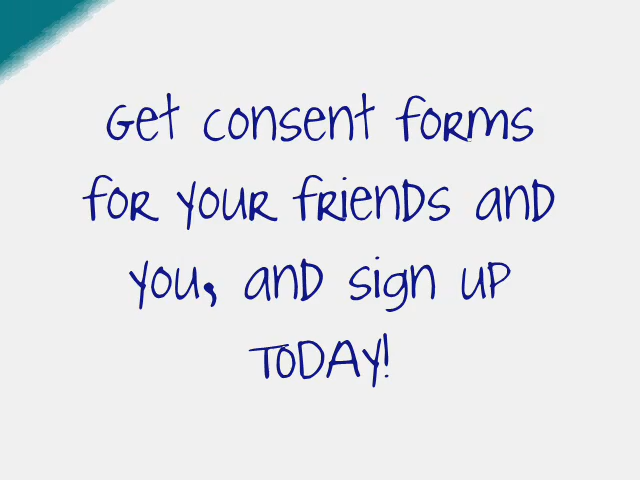 Get consent forms
for your friends and
you, and sign up
TODAY!